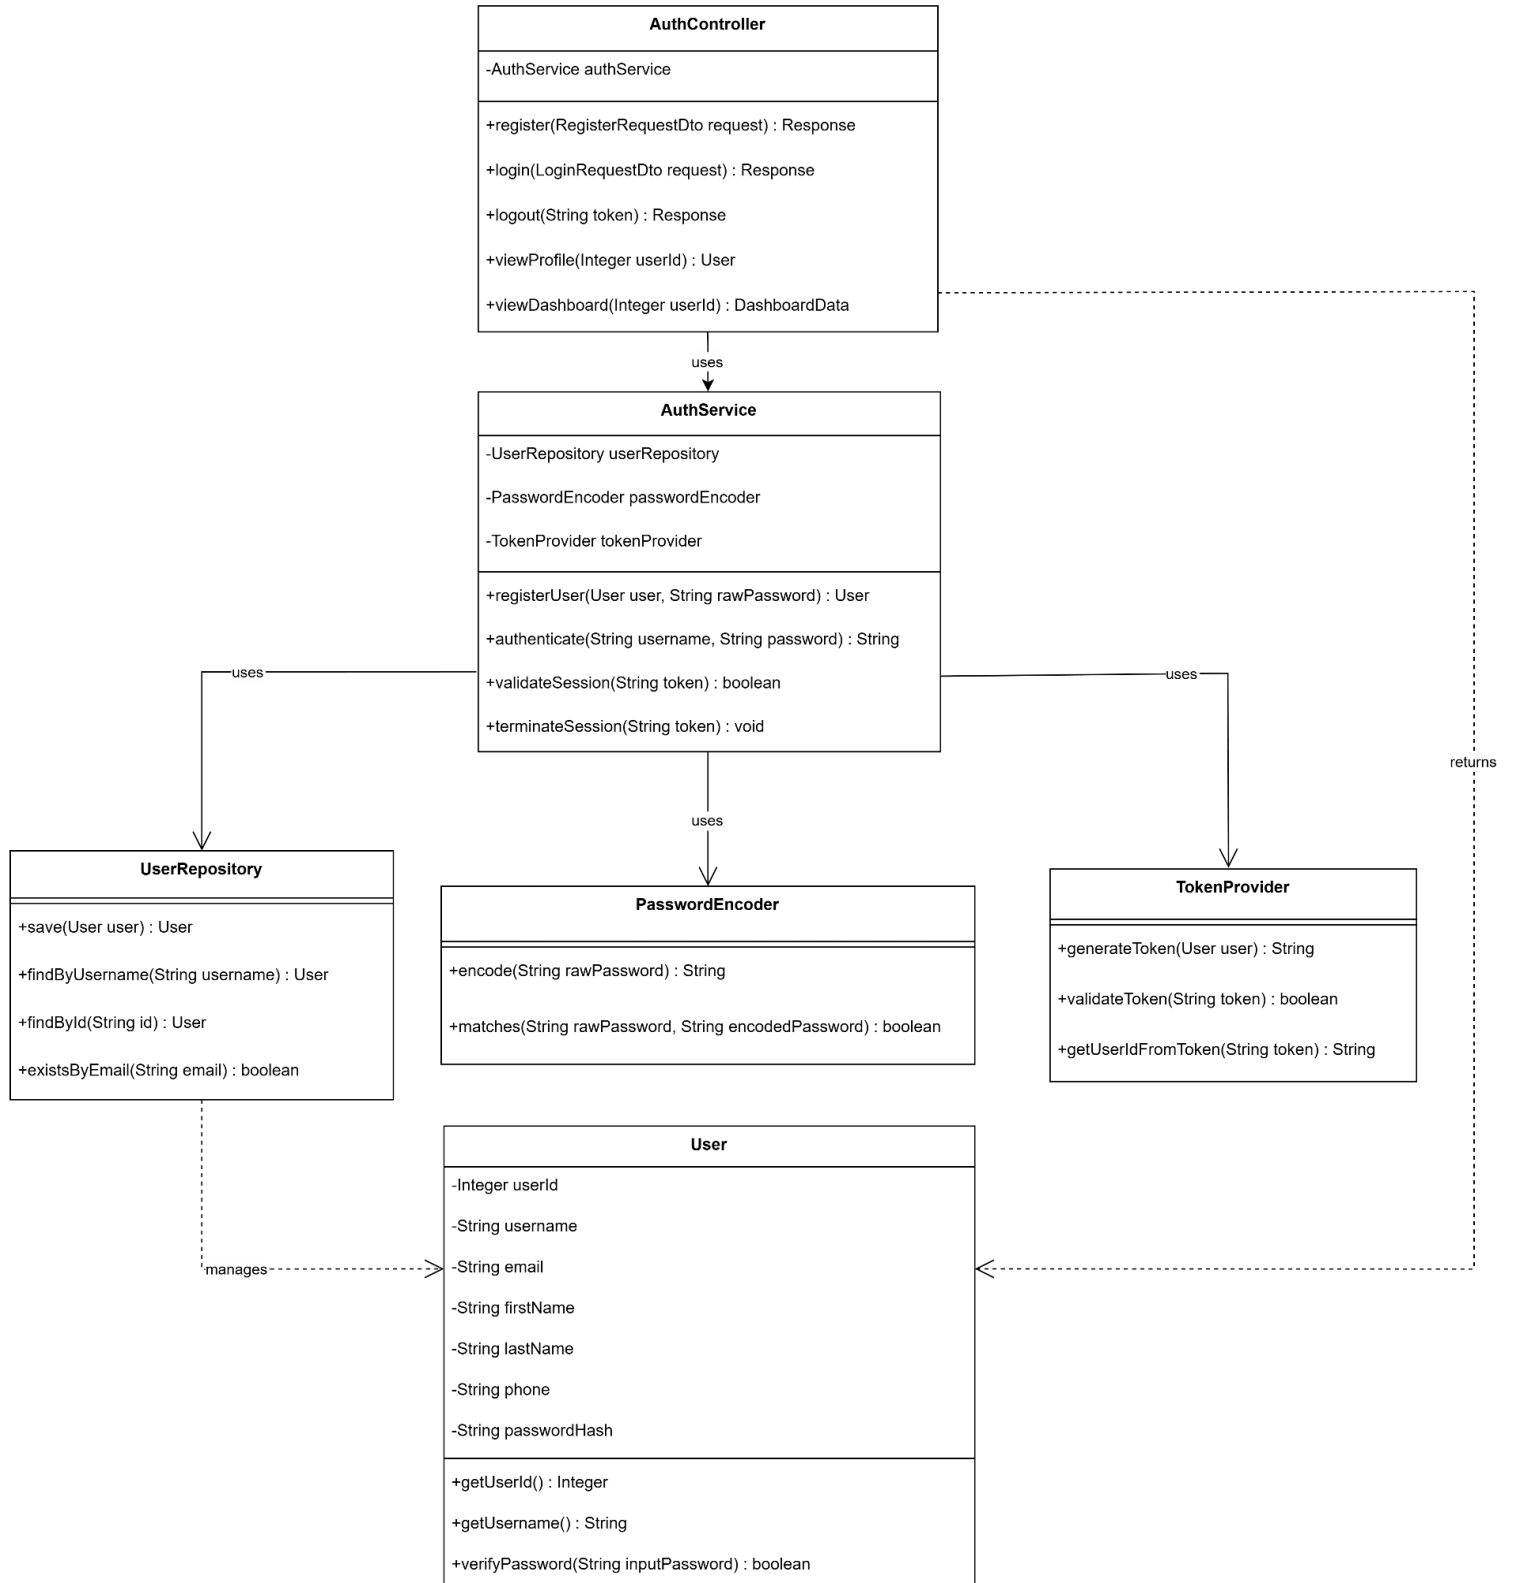 AuthController
-AuthService authService
+register(RegisterRequestDto request) : Response
+login(LoginRequestDto request) : Response
+logout(String token) : Response
+viewProfile(Integer userId) : User
+viewDashboard(Integer userId) : DashboardData
uses
AuthService
-UserRepository userRepository
-PasswordEncoder passwordEncoder
-TokenProvider tokenProvider
+registerUser(User user, String rawPassword) : User
+authenticate(String username, String password) : String
+validateSession(String token) : boolean
+terminateSession(String token) : void
uses
uses
returns
uses
UserRepository
+save(User user) : User
+findByUsername(String username) : User
+findById(String id) : User
+existsByEmail(String email) : boolean
PasswordEncoder
+encode(String rawPassword) : String
+matches(String rawPassword, String encodedPassword) : boolean
TokenProvider
+generateToken(User user) : String
+validateToken(String token) : boolean
+getUserIdFromToken(String token) : String
manages
User
-Integer userId
-String username
-String email
-String firstName
-String lastName
-String phone
-String passwordHash
+getUserId() : Integer
+getUsername() : String
+verifyPassword(String inputPassword) : boolean